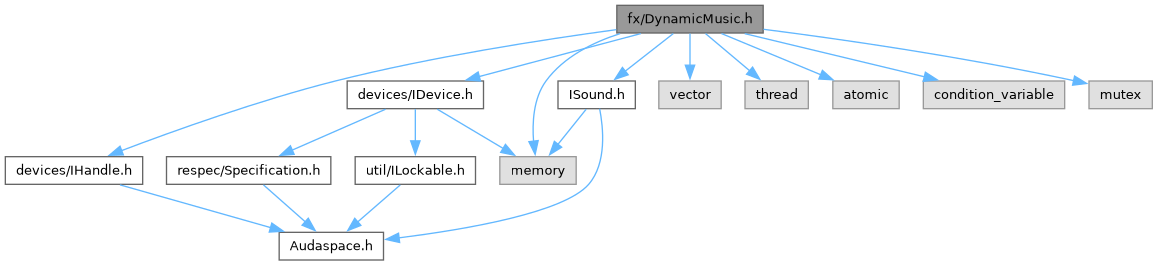 fx/DynamicMusic.h
devices/IDevice.h
ISound.h
vector
thread
atomic
condition_variable
mutex
devices/IHandle.h
respec/Specification.h
util/ILockable.h
memory
Audaspace.h